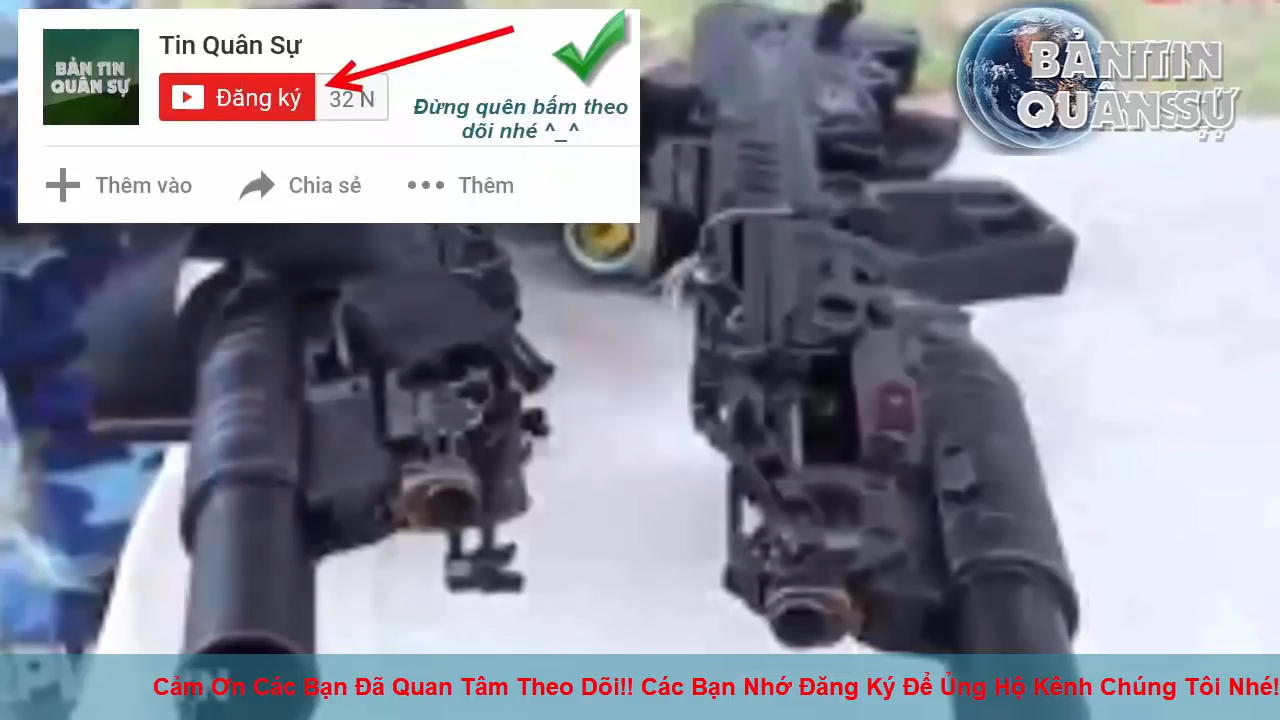 Tin Quân Sự
BẢN TIN
QUÂN SỰ
Đăng ký
32 N
Đừng quên bấm theo
dõi nhé ^_^
Thêm vào
Chia sẻ
Thêm
BẢN TIN
QUÂN SỰ
Cảm Ơn Các Bạn Đã Quan Tâm Theo Dõi!! Các Bạn Nhớ Đăng Ký Để Ủng Hộ Kênh Chúng Tôi Nhé!